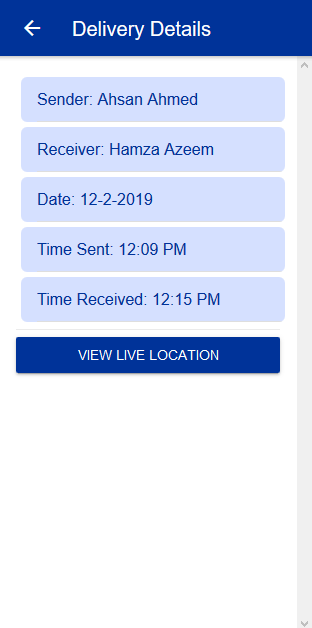 Delivery Details
Sender: Ahsan Ahmed
Receiver: Hamza Azeem
Date: 12-2-2019
Time Sent: 12:09 PM
Time Received: 12:15 PM
VIEW LIVE LOCATION